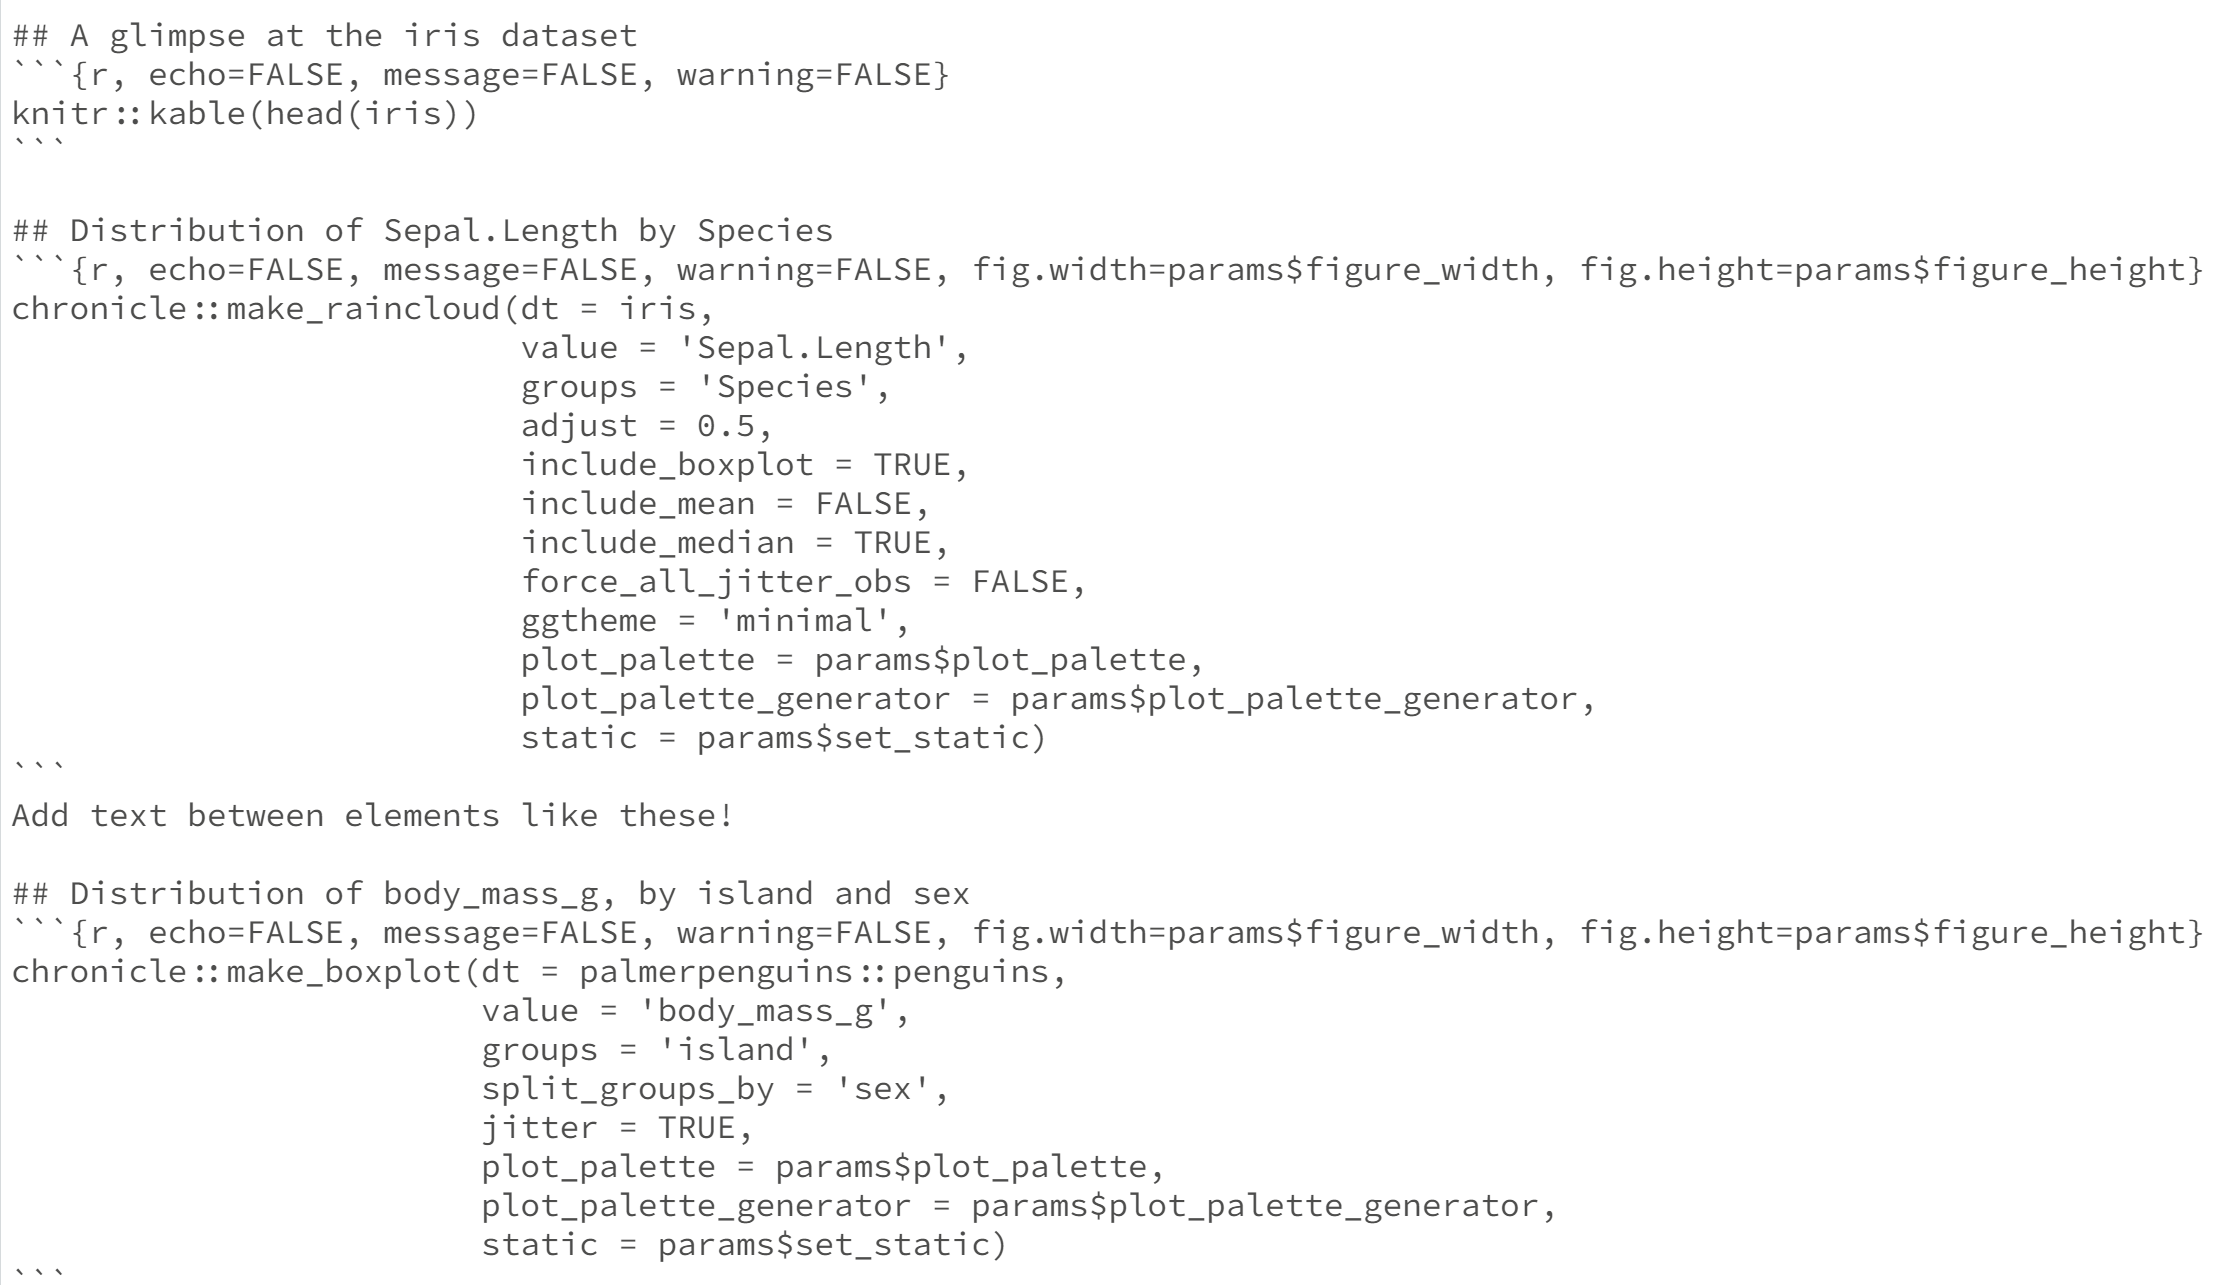 ## A glimpse at the iris dataset
```{r, echo=FALSE, message=FALSE, warning=FALSE}
knitr::kable(head(iris))
```

## Distribution of Sepal.Length by Species
```{r, echo=FALSE, message=FALSE, warning=FALSE, fig.width=params$figure_width, fig.height=params$figure_height}
chronicle::make_raincloud(dt = iris,
                          value = 'Sepal.Length',
                          groups = 'Species',
                          adjust = 0.5,
                          include_boxplot = TRUE,
                          include_mean = FALSE,
                          include_median = TRUE,
                          force_all_jitter_obs = FALSE,
                          ggtheme = 'minimal',
                          plot_palette = params$plot_palette,
                          plot_palette_generator = params$plot_palette_generator,
                          static = params$set_static)
```
Add text between elements like these!

## Distribution of body_mass_g, by island and sex
```{r, echo=FALSE, message=FALSE, warning=FALSE, fig.width=params$figure_width, fig.height=params$figure_height}
chronicle::make_boxplot(dt = palmerpenguins::penguins,
                        value = 'body_mass_g',
                        groups = 'island',
                        split_groups_by = 'sex',
                        jitter = TRUE,
                        plot_palette = params$plot_palette,
                        plot_palette_generator = params$plot_palette_generator,
                        static = params$set_static)
```